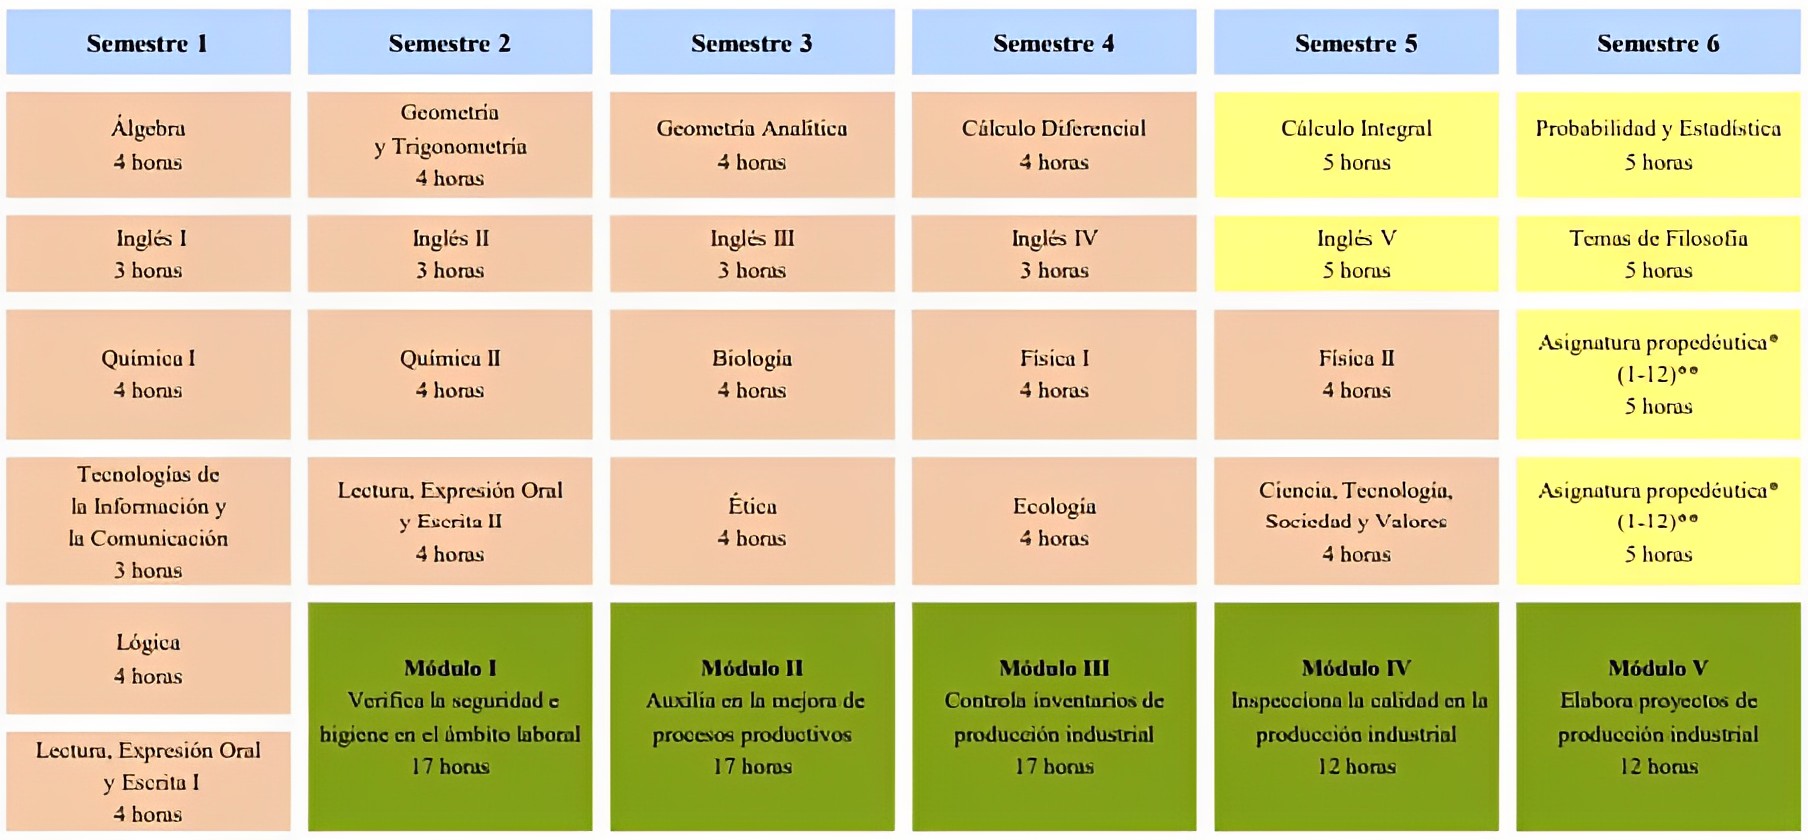 Semestre 1
Semestre 2
Semestre 3
Semestre 4
Semestre 5
Semestre 6
Álgebra
4 horas
Geometría
y Trigonometría
4 horas
Geometría Analítica
4 horas
Cálculo Diferencial
4 horas
Cálculo Integral
5 horas
Probabilidad y Estadística
5 horas
Inglés I
3 horas
Inglés II
3 horas
Inglés III
3 horas
Inglés IV
3 horas
Inglés V
5 horas
Temas de Filosofía
5 horas
Química I
4 horas
Química II
4 horas
Biología
4 horas
Física I
4 horas
Física II
4 horas
Asignatura propedéutica*
(1-12)**
5 horas
Tecnologías de
la Información y
la Comunicación
3 horas
Lectura, Expresión Oral
y Escrita II
4 horas
Ética
4 horas
Ecología
4 horas
Ciencia, Tecnología,
Sociedad y Valores
4 horas
Asignatura propedéutica*
(1-12)**
5 horas
Lógica
4 horas
Lectura, Expresión Oral
y Escrita I
4 horas
Módulo I
Verifica la seguridad e
higiene en el ámbito laboral
17 horas
Módulo II
Auxilia en la mejora de
procesos productivos
17 horas
Módulo III
Controla inventarios de
producción industrial
17 horas
Módulo IV
Inspecciona la calidad en la
producción industrial
12 horas
Módulo V
Elabora proyectos de
producción industrial
12 horas